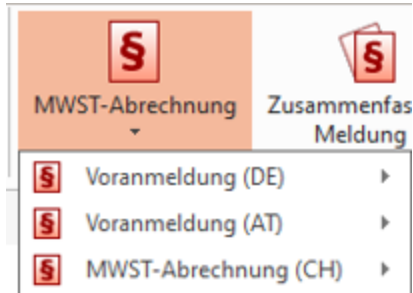 §
§
MWST-Abrechnung
Zusammenfas
Meldung
§ Voranmeldung (DE)
§ Voranmeldung (AT)
§ MWST-Abrechnung (CH)